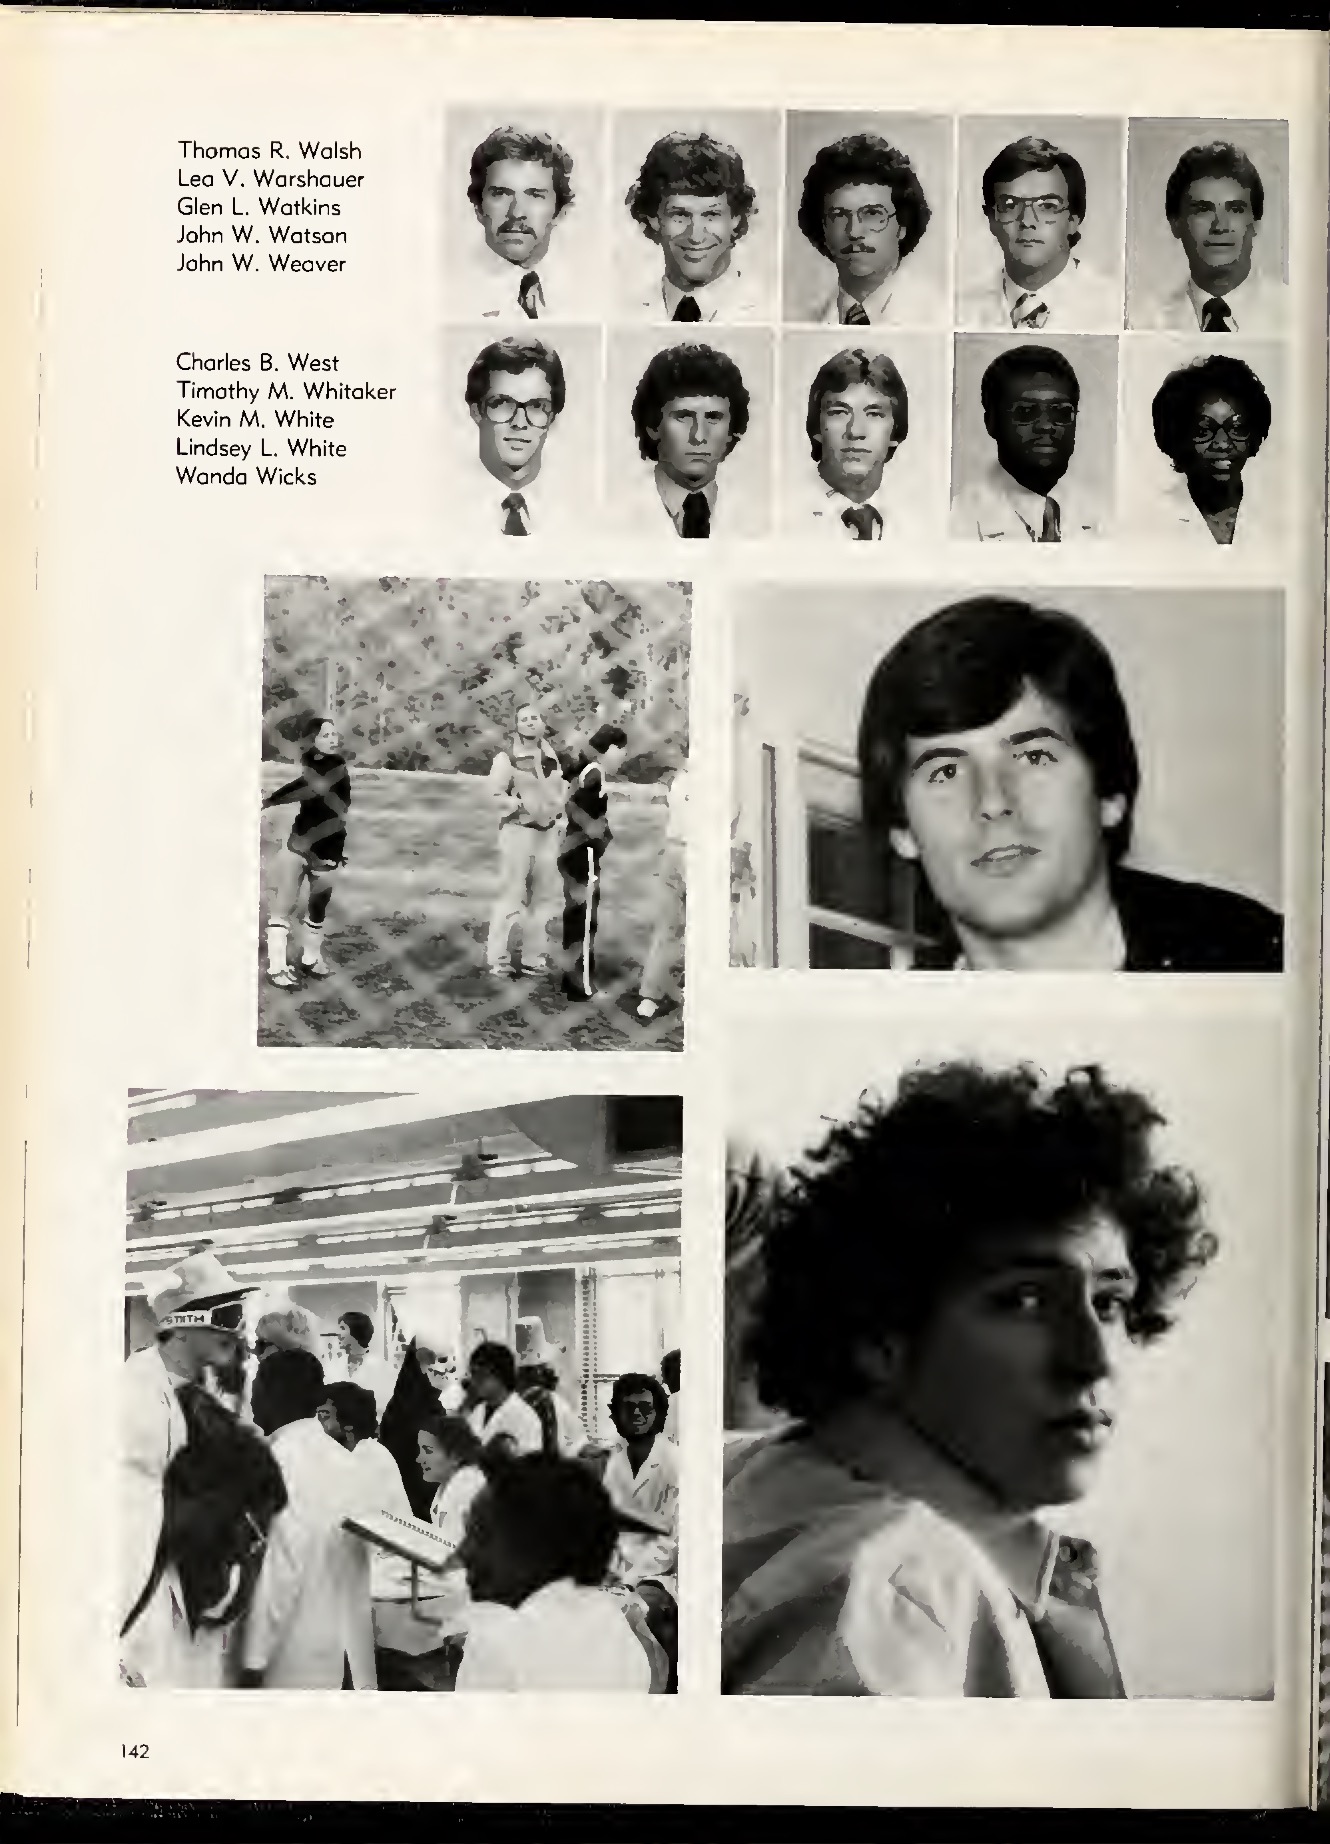 Thomas R. Walsh
Lea V. Warshauer
Glen L. Watkins
John W. Watson
John W. Weaver
Charles B. West
Timothy M. Whitaker
Kevin M. White
Lindsey L. White
Wanda Wicks
SMITH
142